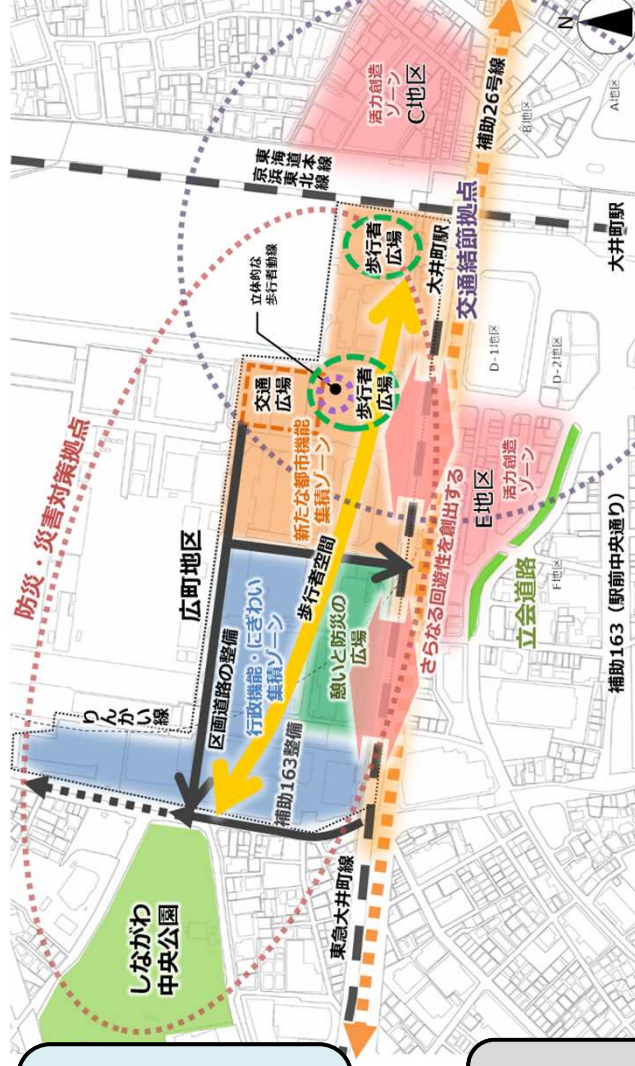 防災・災害対策拠点
しながわ
中央公園
りんかい線
広町地区
区画道路の整備
行政機能・にぎわい
集積ゾーン
補助163整備
憩いと防災の
広場
歩行者空間
新たな都市機能
集積ゾーン
交通
広場
立体的な
歩行者動線
歩行者
広場
歩行者
広場
京浜東北線
東海道本線
活力創造
ゾーン
C地区
補助26号線
大井町駅
交通結節拠点
東急大井町線
さらなる回遊性を創出する
E地区
活力創造
ゾーン
立会道路
D-1地区
D-2地区
F地区
B地区
A地区
大井町駅
補助163（駅前中央通り）
N